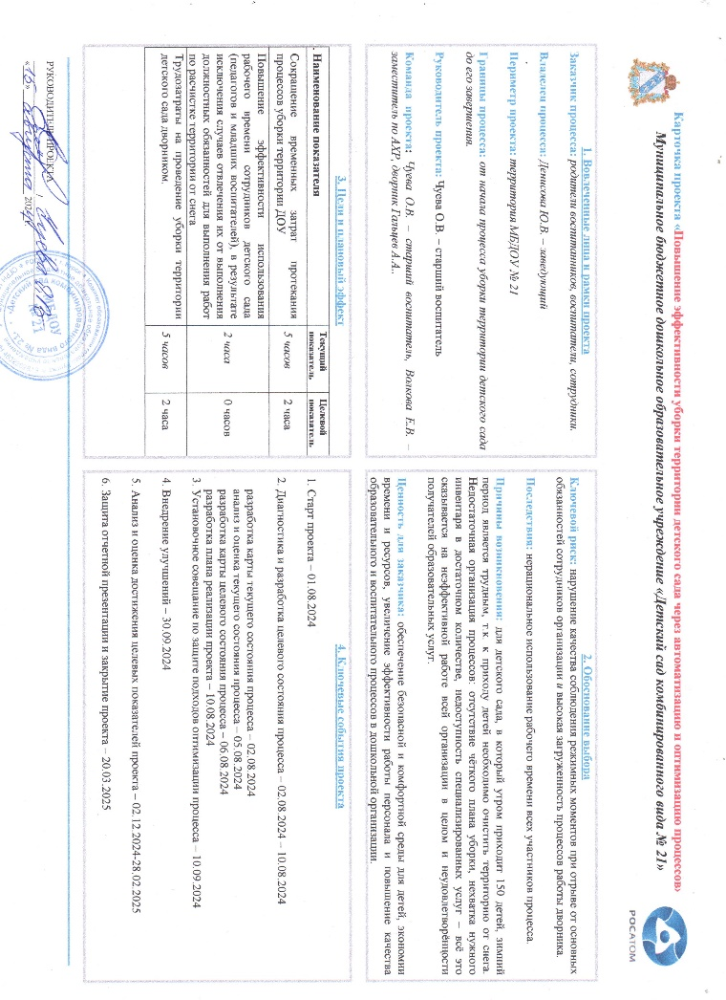 Карточка проекта «Повышение эффективности уборки территории детского сада через автоматизацию и оптимизацию процессов»
Муниципальное бюджетное дошкольное образовательное учреждение «Детский сад комбинированного вида № 21»
РОСАТОМ
1. Вовлеченные лица и рамки проекта
Заказчик процесса: родители воспитанников, воспитатели, сотрудники.
Владелец процесса: Денисова Ю.В. – заведующий
Периметр проекта: территория МБДОУ № 21
Границы процесса: от начала процесса уборки территории детского сада
до его завершения.
Руководитель проекта: Чуева О.В. – старший воспитатель
Команда проекта: Чуева О.В. – старший воспитатель, Волкова Е.В. –
заместитель по АХР, дворник Гальцев А.А..
2. Обоснование выбора
Ключевой риск: нарушение качества соблюдения режимных моментов при отрыве от основных
обязанностей сотрудников организации и высокая загруженность процессов работы дворника.
Последствия: нерациональное использование рабочего времени всех участников процесса.
Причины возникновения: для детского сада, в который утром приходит 150 детей, зимний
период является трудным, т.к. к приходу детей необходимо очистить территорию от снега.
Недостаточная организация процессов: отсутствие чёткого плана уборки, нехватка нужного
инвентаря в достаточном количестве, недоступность специализированных услуг – всё это
сказывается на неэффективной работе всей организации в целом и неудовлетворённости
получателей образовательных услуг.
Ценность для заказчика: обеспечение безопасной и комфортной среды для детей, экономии
времени и ресурсов, увеличение эффективности работы персонала и повышение качества
образовательного и воспитательного процессов в дошкольной организации.
3. Цели и плановый эффект
Наименование показателя
Текущий
показатель
Целевой
показатель
Сокращение временных затрат протекания
процессов уборки территории ДОУ
5 часов
2 часа
Повышение эффективности использования
рабочего времени сотрудников детского сада
(педагогов и младших воспитателей), в результате
исключения случаев отвлечения их от выполнения
должностных обязанностей для выполнения работ
по расчистке территории от снега
2 часа
0 часов
Трудозатраты на проведение уборки территории
детского сада дворником.
5 часов
2 часа
4. Ключевые события проекта
1. Старт проекта – 01.08.2024
2. Диагностика и разработка целевого состояния процесса – 02.08.2024 – 10.08.2024
разработка карты текущего состояния процесса – 02.08.2024
анализ и оценка текущего состояния процесса – 05.08.2024
разработка карты целевого состояния процесса – 06.08.2024
разработка плана реализации проекта – 10.08.2024
3. Установочное совещание по защите подходов оптимизации процесса – 10.09.2024
4. Внедрение улучшений – 30.09.2024
5. Анализ и оценка достижения целевых показателей проекта – 02.12.2024-28.02.2025
6. Защита отчетной презентации и закрытие проекта – 20.03.2025
РУКОВОДИТЕЛЬ ПРОЕКТА